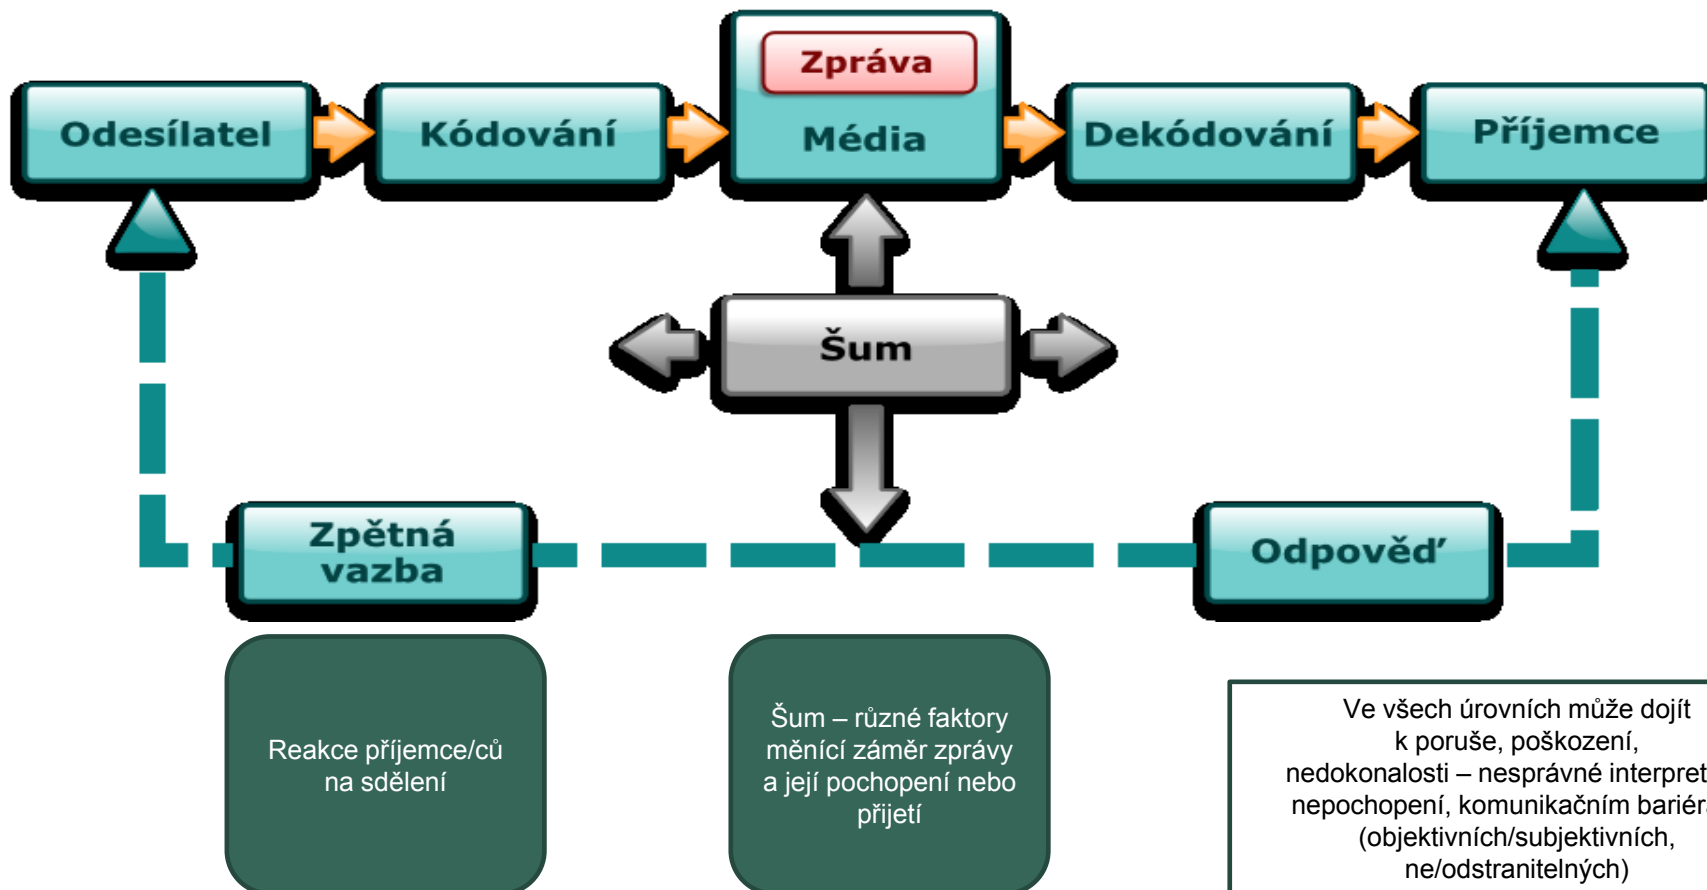 Zpráva
Odesílatel
Kódování
Média
Dekódování
Příjemce
Šum
Zpětná
vazba
Odpověď
Reakce příjemce/ců
na sdělení
Šum – různé faktory
měnící záměr zprávy
a její pochopení nebo
přijetí
Ve všech úrovních může dojít
k poruše, poškození,
nedokonalosti – nesprávné
nepochopení, komunikačním
(objektivních/subjektivních,
ne/odstranitelných)